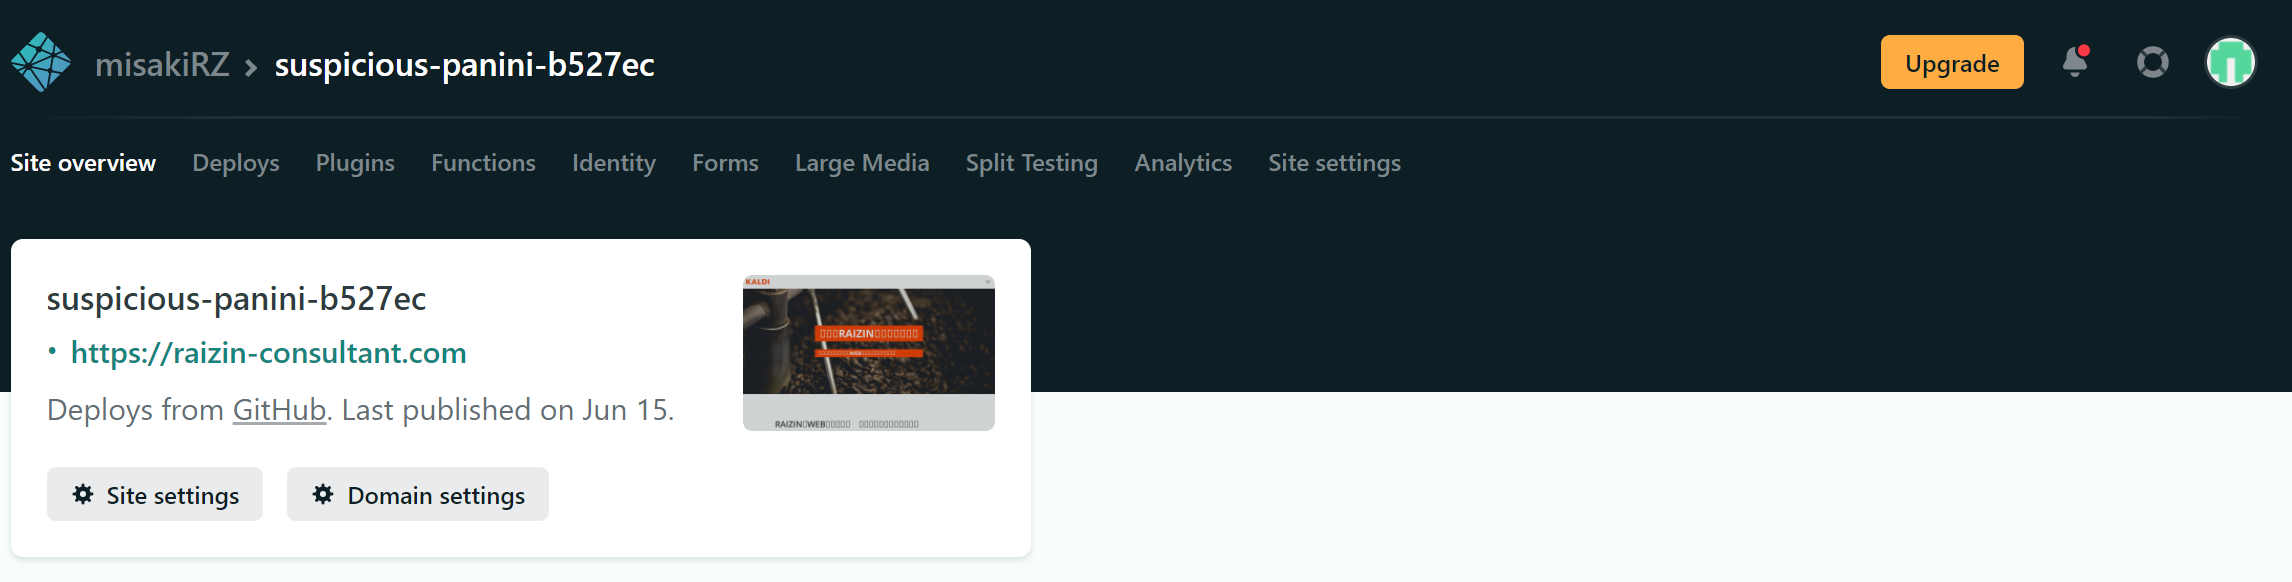 misakiRZ > suspicious-panini-b527ec
Upgrade
Site overview Deploys Plugins Functions Identity Forms Large Media Split Testing Analytics Site settings
suspicious-panini-b527ec
https://raizin-consultant.com
Deploys from GitHub. Last published on Jun 15.
Site settings Domain settings
KALDI
RAIZIN
WEB
RAIZIN WEB